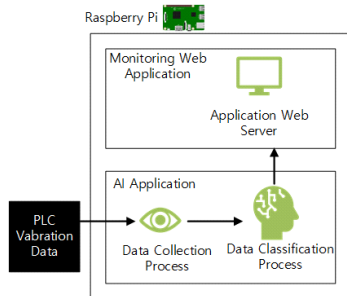 Raspberry Pi
Monitoring Web
Application
Application Web
Server
AI Application
PLC
Vabration
Data
Data Collection
Process
Data Classification
Process